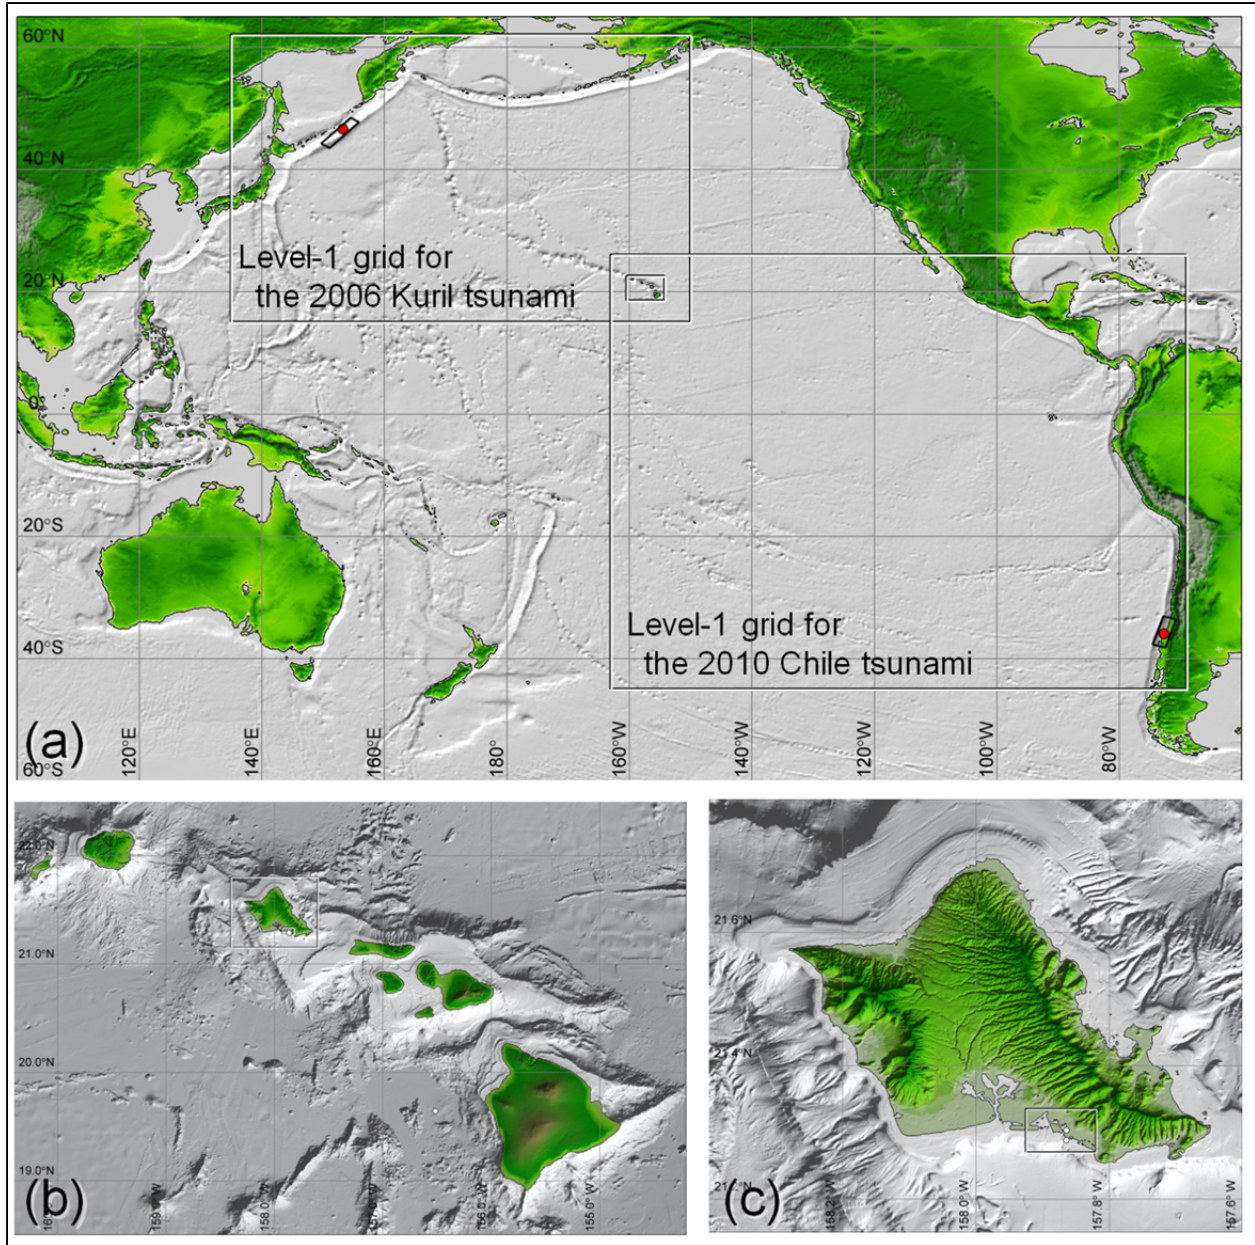 60°N
40°N
Level-1 grid for
the 2006 Kuril tsunami
20°N
0°
20°S
Level-1 grid for
the 2010 Chile tsunami
40°S
(a)
60°S
120°E
140°E
160°E
180°
160°W
140°W
120°W
100°W
80°W
22.0°N
21.0°N
20.0°N
19.0°N
(b)
158.0° W
155.0° W
21.6 N
21.4 N
(c)
158.2° W
158.0° W
157.8° W
157.6° W